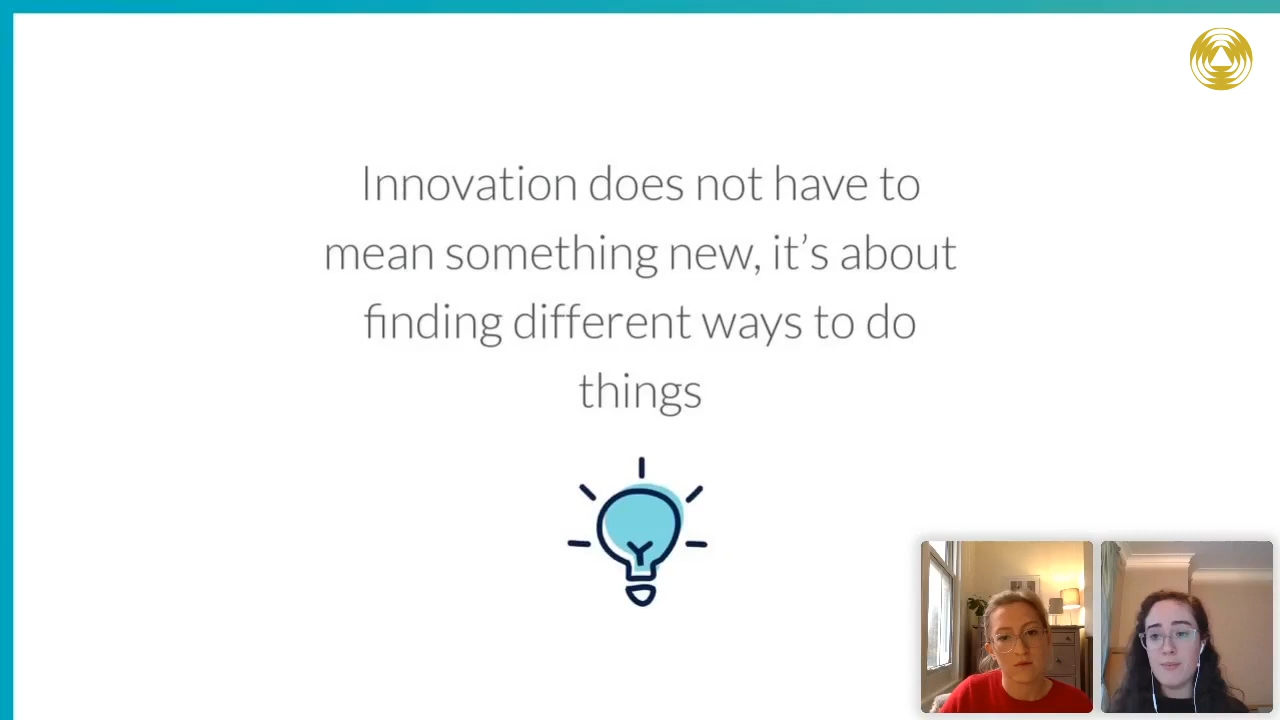 Innovation does not have to
mean something new, it’s about
finding different ways to do
things